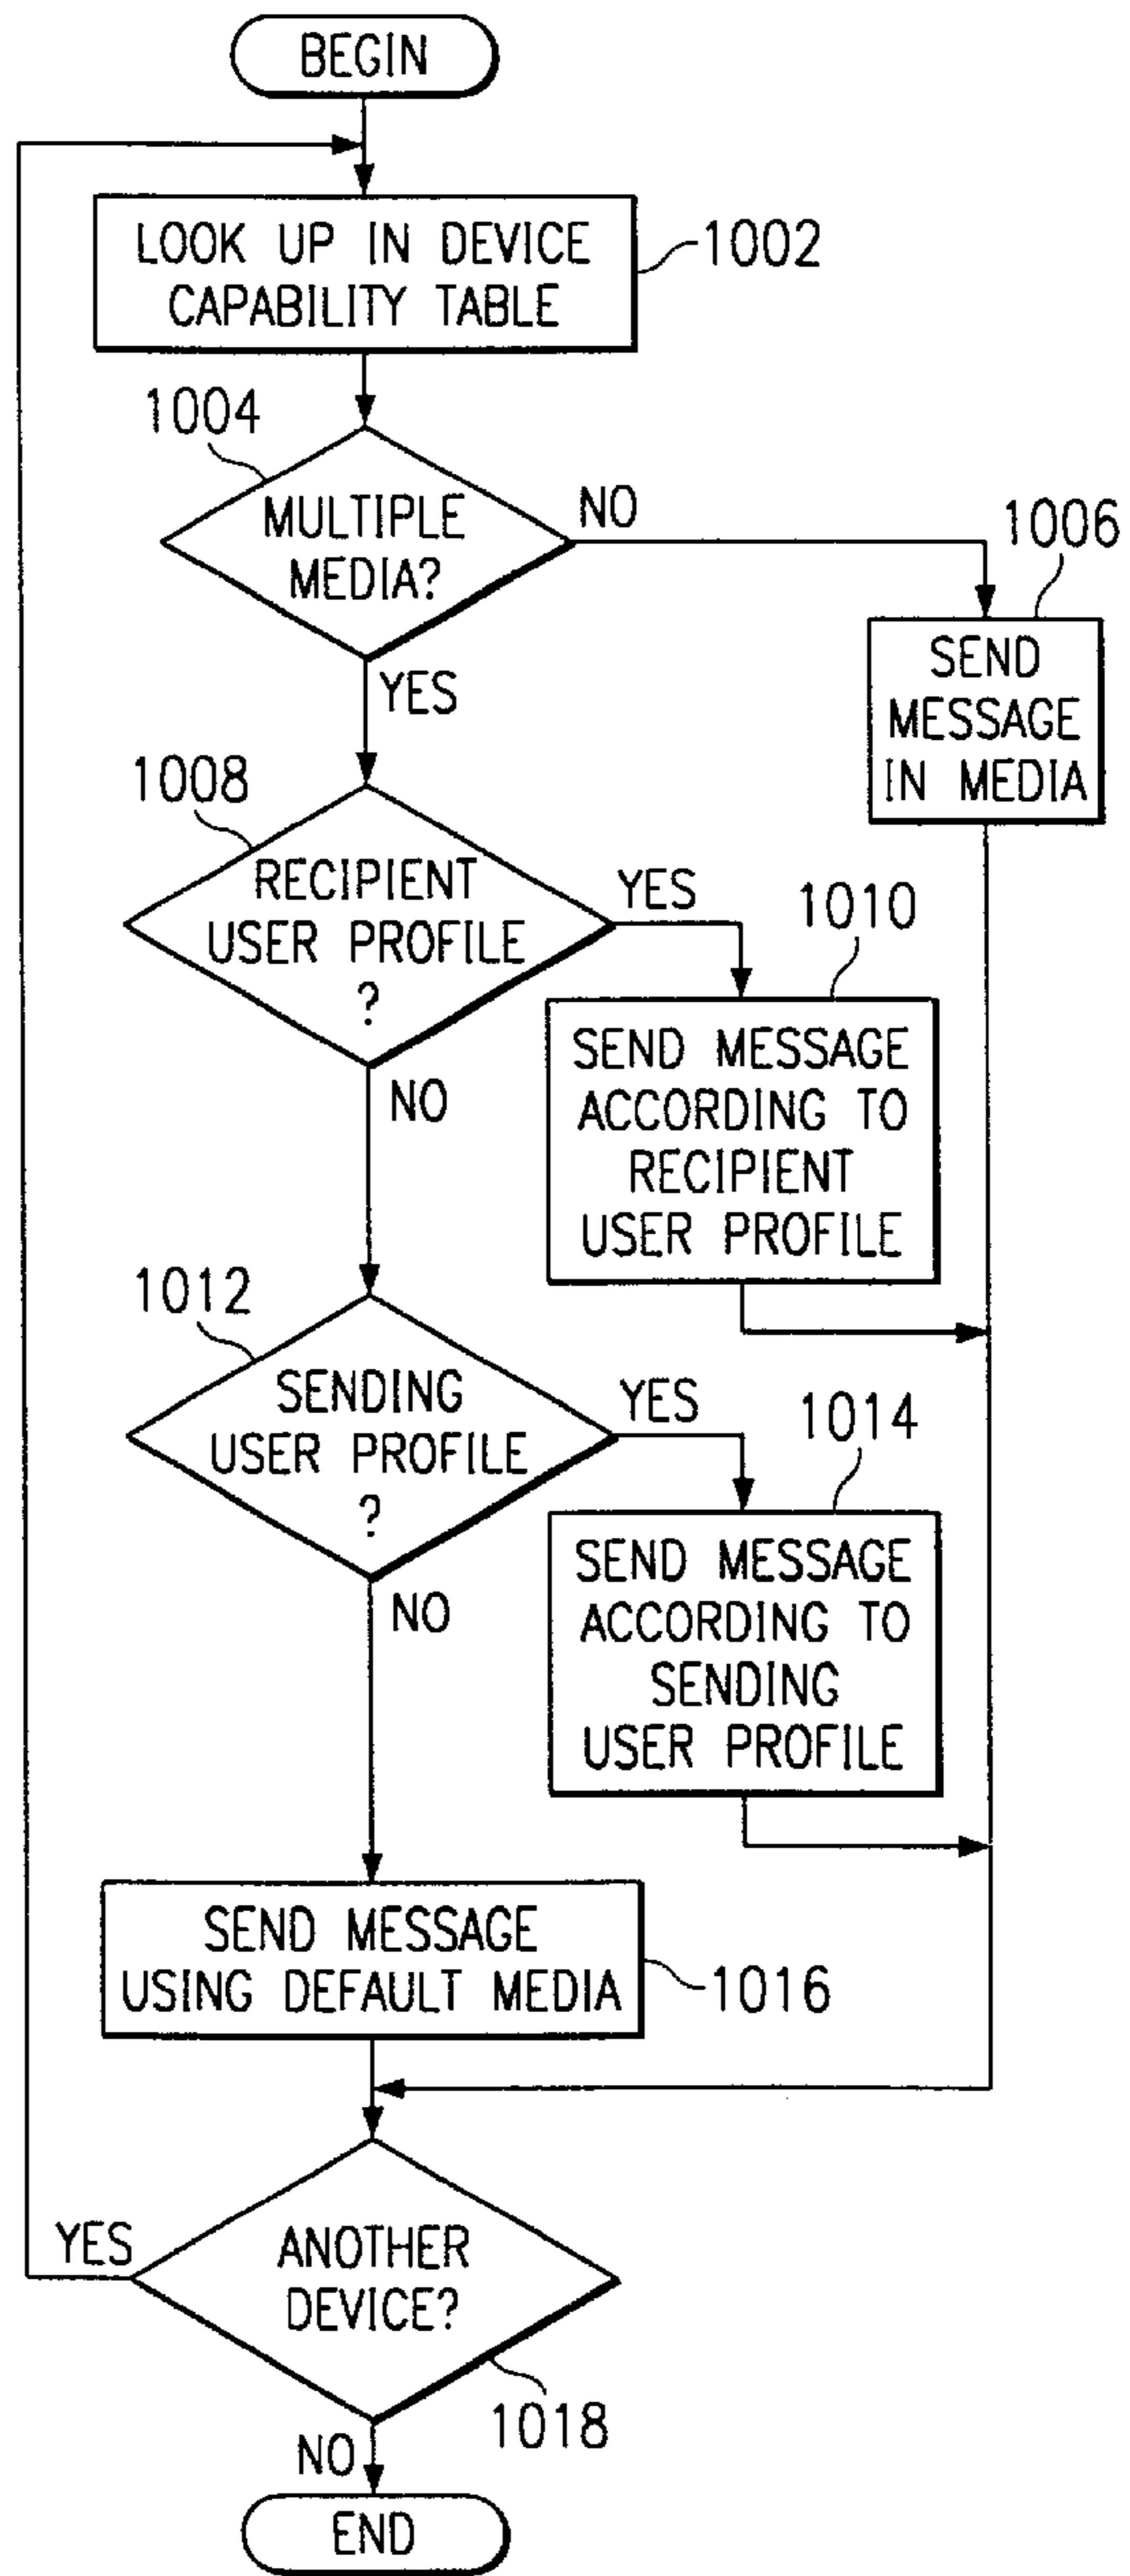 BEGIN
LOOK UP IN DEVICE
CAPABILITY TABLE
1002
1004
MULTIPLE
MEDIA?
NO
YES
1006
SEND
MESSAGE
IN MEDIA
1008
RECIPIENT
USER PROFILE
?
YES
NO
1010
SEND MESSAGE
ACCORDING TO
RECIPIENT
USER PROFILE
1012
SENDING
USER PROFILE
?
YES
NO
1014
SEND MESSAGE
ACCORDING TO
SENDING
USER PROFILE
SEND MESSAGE
USING DEFAULT MEDIA
1016
YES
ANOTHER
DEVICE?
1018
NO
END